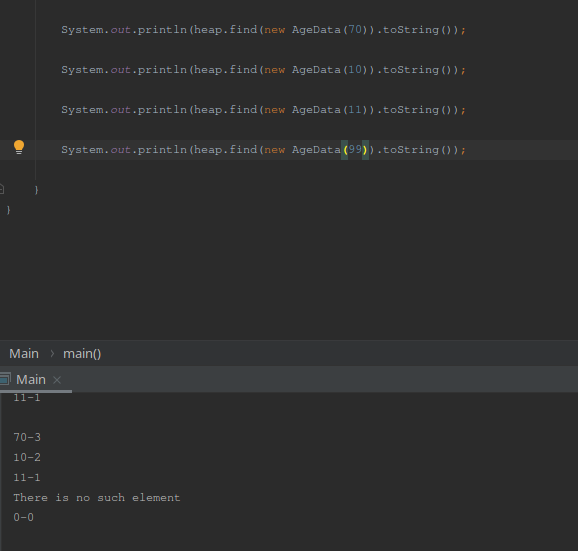 System.out.println(heap.find(new AgeData(70)).toString());
System.out.println(heap.find(new AgeData(10)).toString());
System.out.println(heap.find(new AgeData(11)).toString());
System.out.println(heap.find(new AgeData(99)).toString());
}
}
Main › main()
Main ×
11-1
70-3
10-2
11-1
There is no such element
0-0